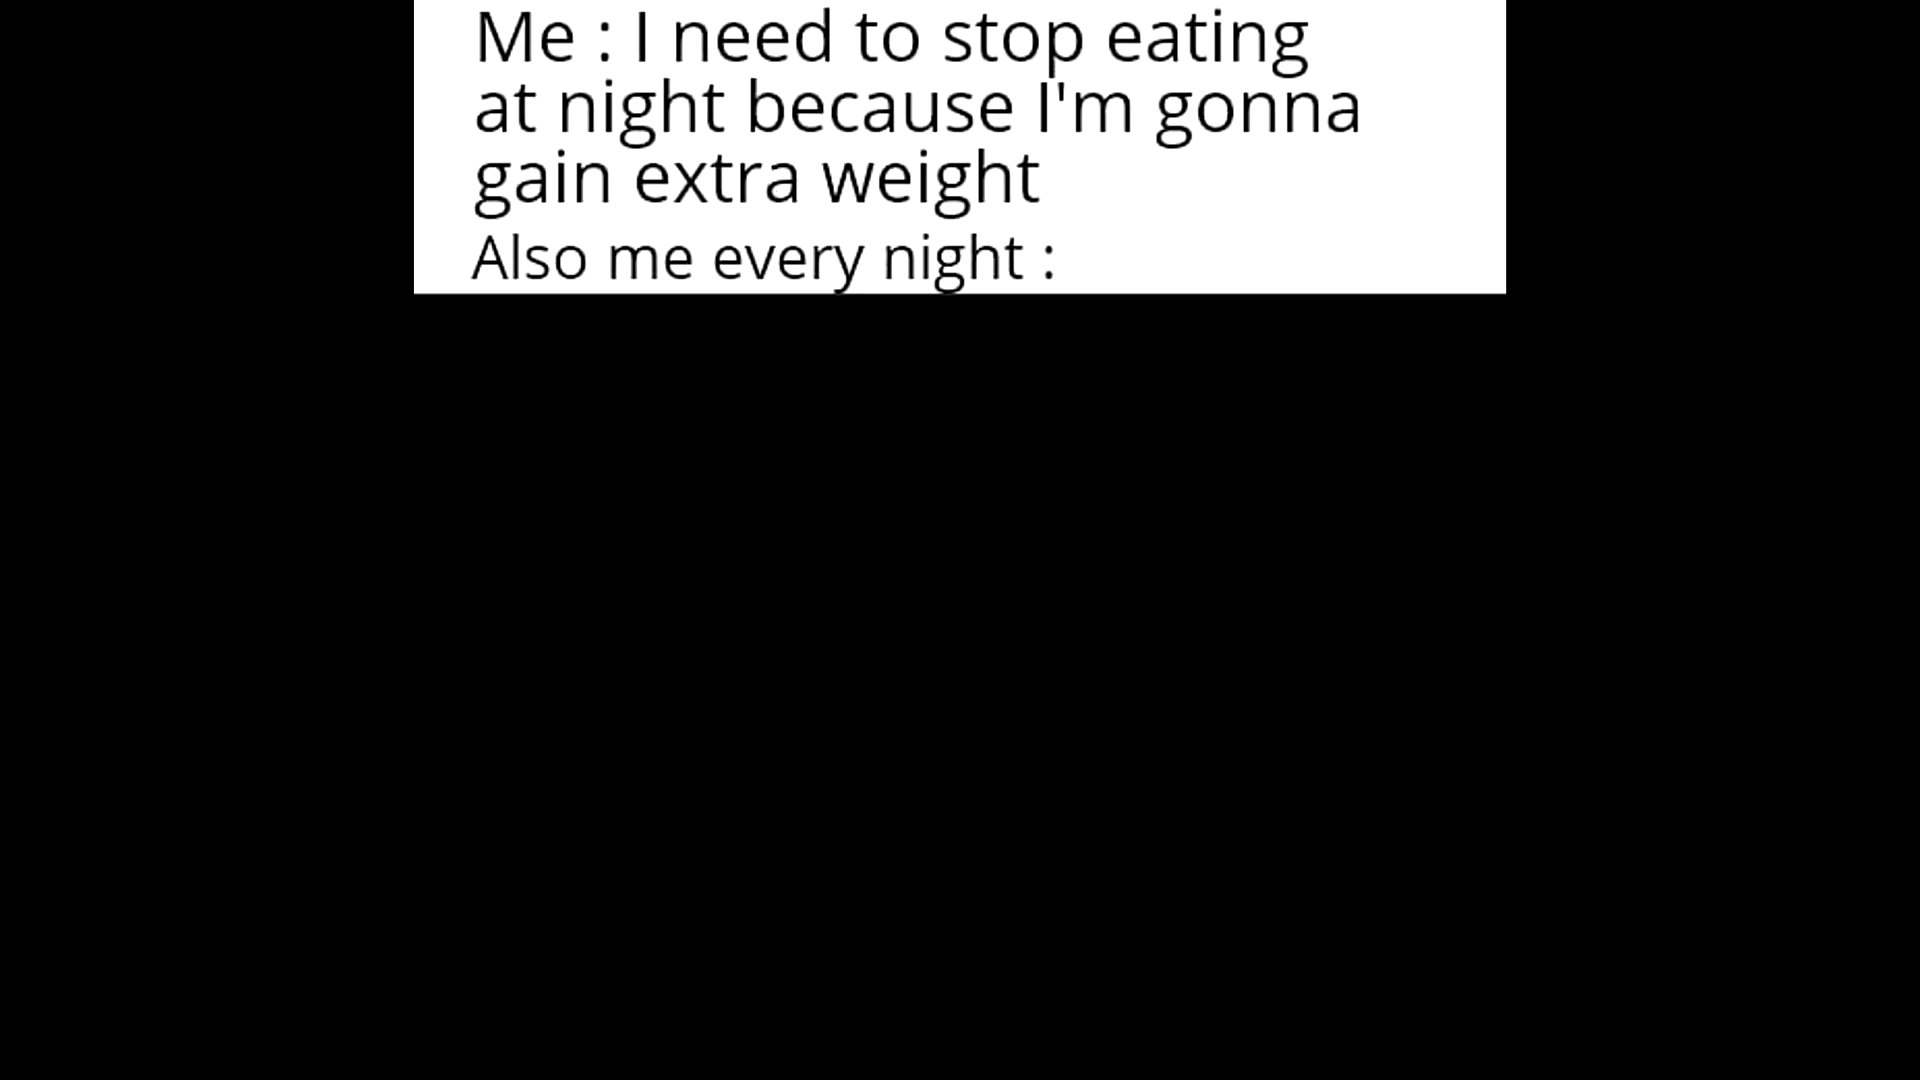 Me : I need to stop eating
at night because I'm gonna
gain extra weight
Also me every night :